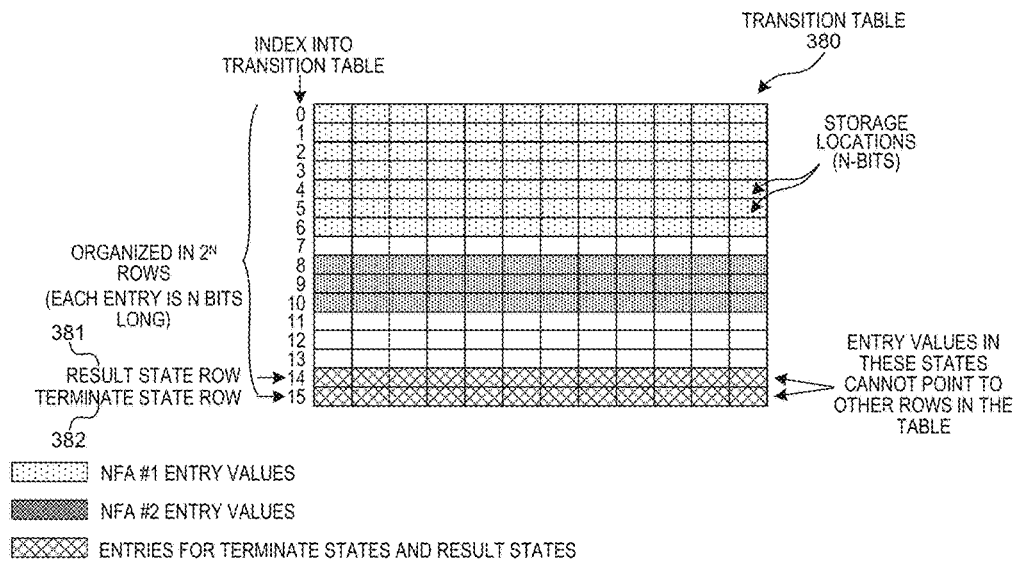 TRANSITION TABLE
380
INDEX INTO
TRANSITION TABLE
0
1
2
3
4
5
6
7
8
9
10
11
12
13
14
15
STORAGE
LOCATIONS
(N-BITS)
ORGANIZED IN 2ᴺ
ROWS
(EACH ENTRY IS N BITS
LONG)
381
RESULT STATE ROW
TERMINATE STATE ROW
382
ENTRY VALUES IN
THESE STATES
CANNOT POINT TO
OTHER ROWS IN THE
TABLE
NFA #1 ENTRY VALUES
NFA #2 ENTRY VALUES
ENTRIES FOR TERMINATE STATES AND RESULT STATES